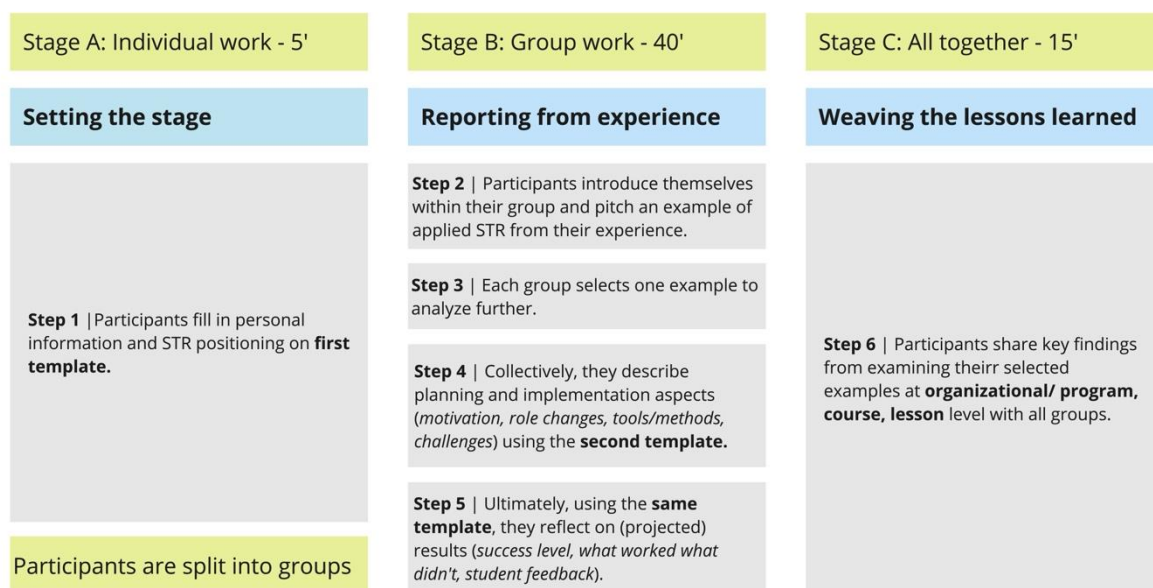 Stage A: Individual work - 5'
Setting the stage
Step 1 |Participants fill in personal
information and STR positioning on first
template.
Participants are split into groups
Stage B: Group work - 40'
Reporting from experience
Step 2 | Participants introduce themselves
within their group and pitch an example of
applied STR from their experience.
Step 3 | Each group selects one example to
analyze further.
Step 4 | Collectively, they describe
planning and implementation aspects
(motivation, role changes, tools/methods,
challenges) using the second template.
Step 5 | Ultimately, using the same
template, they reflect on (projected)
results (success level, what worked what
didn't, student feedback).
Stage C: All together - 15'
Weaving the lessons learned
Step 6 | Participants share key findings
from examining theirr selected
examples at organizational/ program,
course, lesson level with all groups.